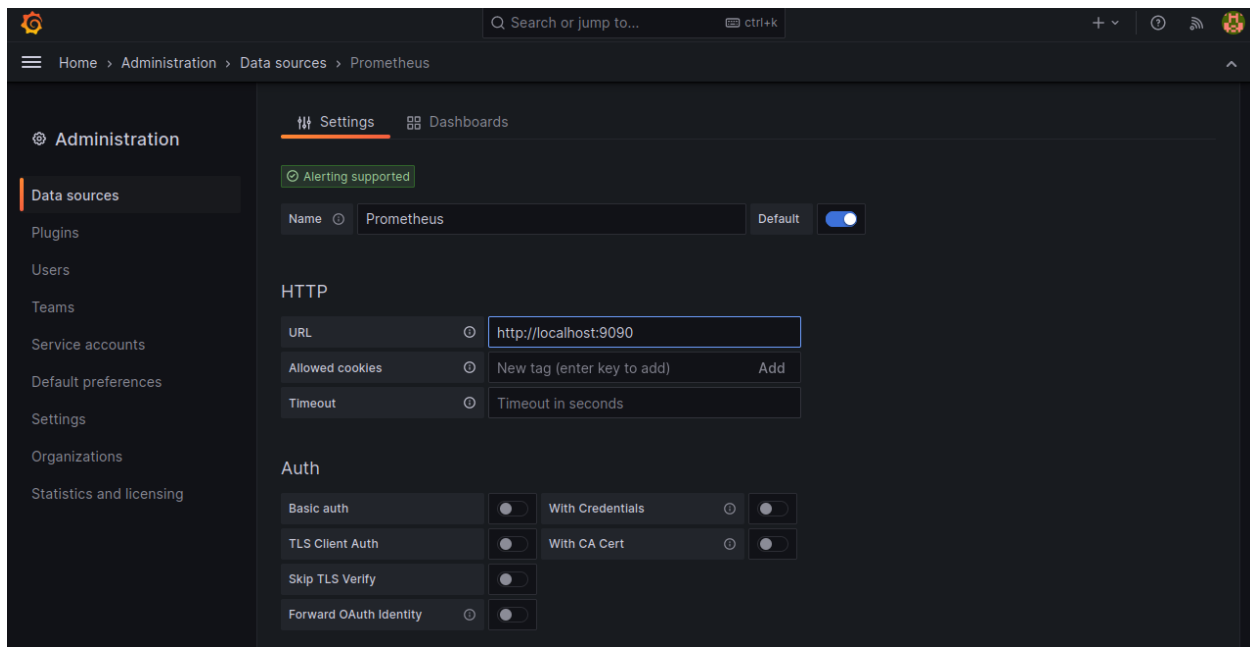 Search or jump to... ctrl+k
Home › Administration › Data sources › Prometheus
Administration
Data sources
Plugins
Users
Teams
Service accounts
Default preferences
Settings
Organizations
Statistics and licensing
Settings Dashboards
Alerting supported
Name Prometheus Default
HTTP
URL http://localhost:9090
Allowed cookies New tag (enter key to add) Add
Timeout Timeout in seconds
Auth
Basic auth With Credentials
TLS Client Auth With CA Cert
Skip TLS Verify
Forward OAuth Identity